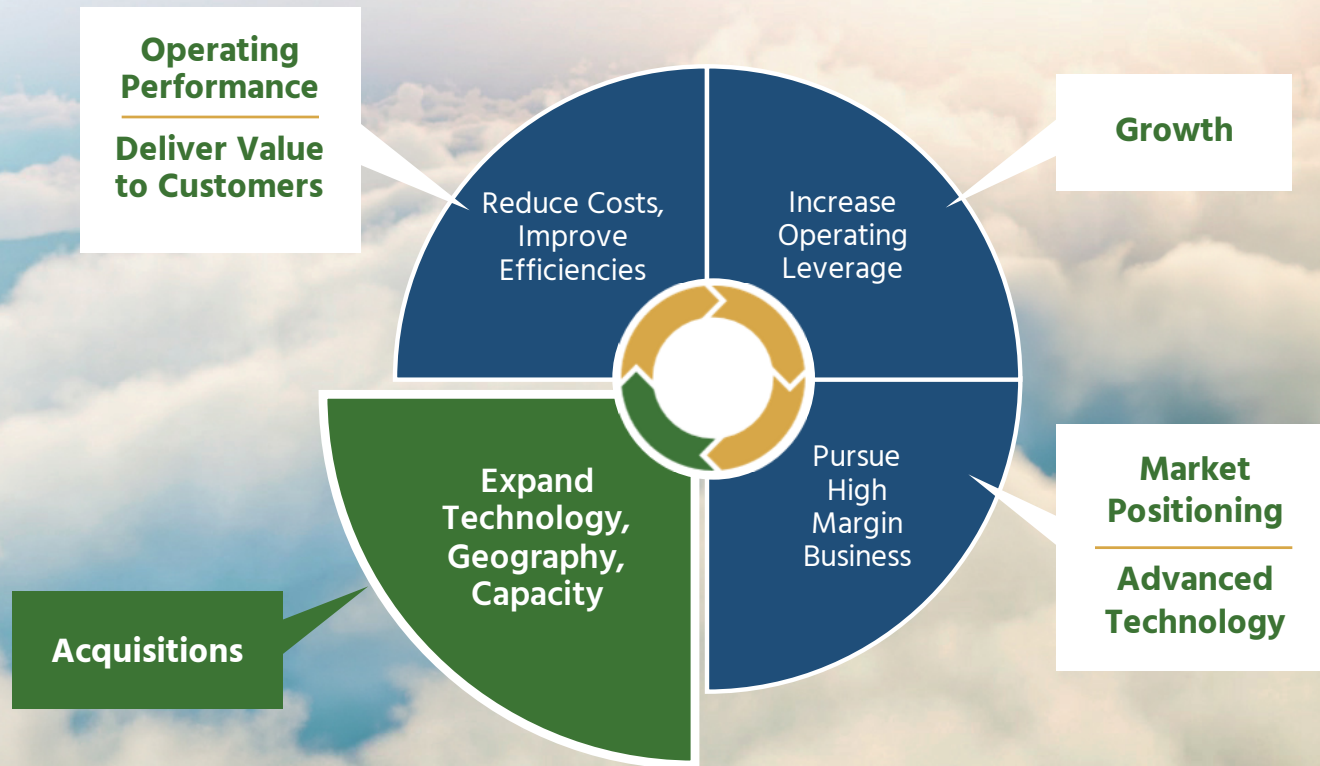 Operating
Performance
Deliver Value
to Customers
Reduce Costs,
Improve
Efficiencies
Increase
Operating
Leverage
Growth
Expand
Technology,
Geography,
Capacity
Acquisitions
Pursue
High
Margin
Business
Market
Positioning
Advanced
Technology